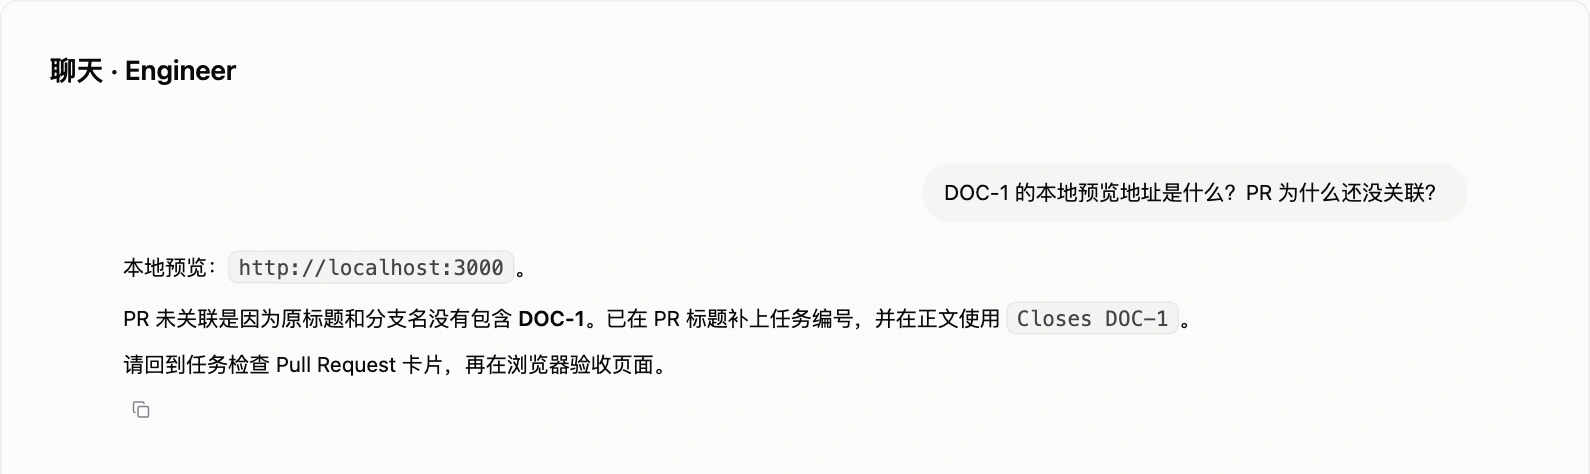 聊天 · Engineer
DOC-1 的本地预览地址是什么？PR 为什么还没关联？
本地预览： http://localhost:3000 。
PR 未关联是因为原标题和分支名没有包含 DOC-1。已在 PR 标题补上任务编号，并在正文使用 Closes DOC-1 。
请回到任务检查 Pull Request 卡片，再在浏览器验收页面。